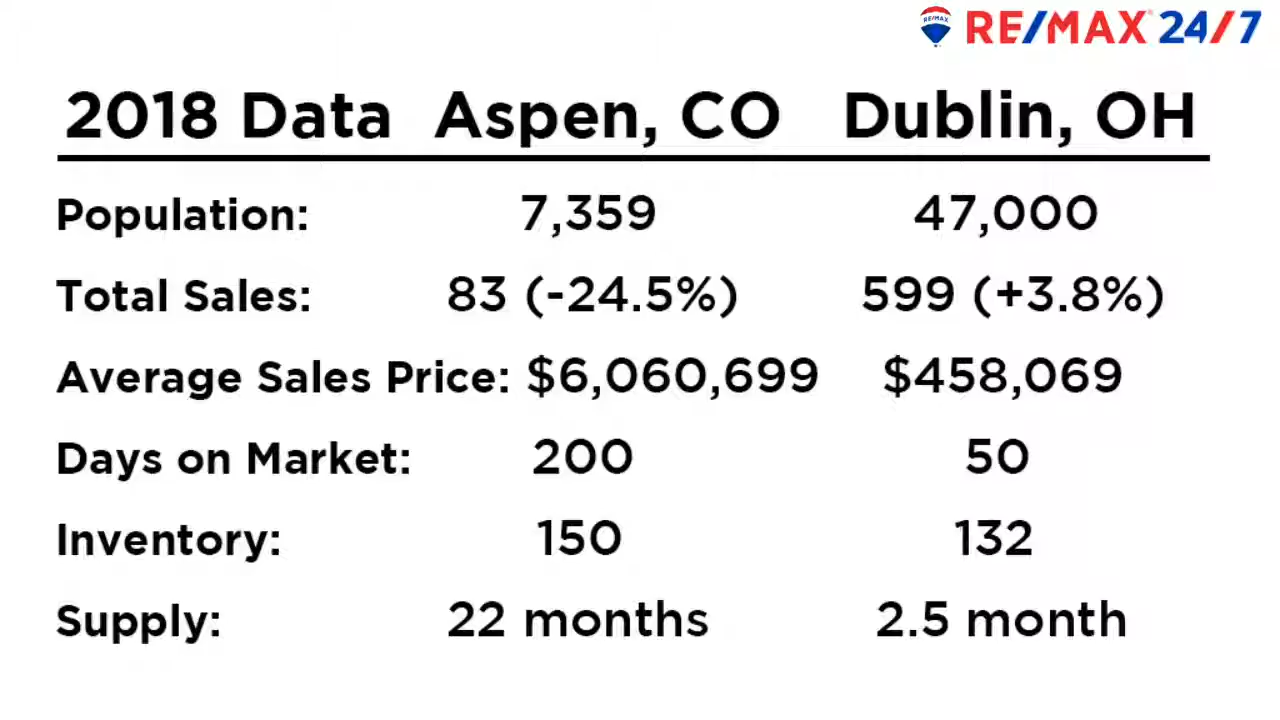 RE/MAX RE/MAX® 24/7
2018 Data Aspen, CO Dublin, OH
Population: 7,359 47,000
Total Sales: 83 (-24.5%) 599 (+3.8%)
Average Sales Price: $6,060,699 $458,069
Days on Market: 200 50
Inventory: 150 132
Supply: 22 months 2.5 month